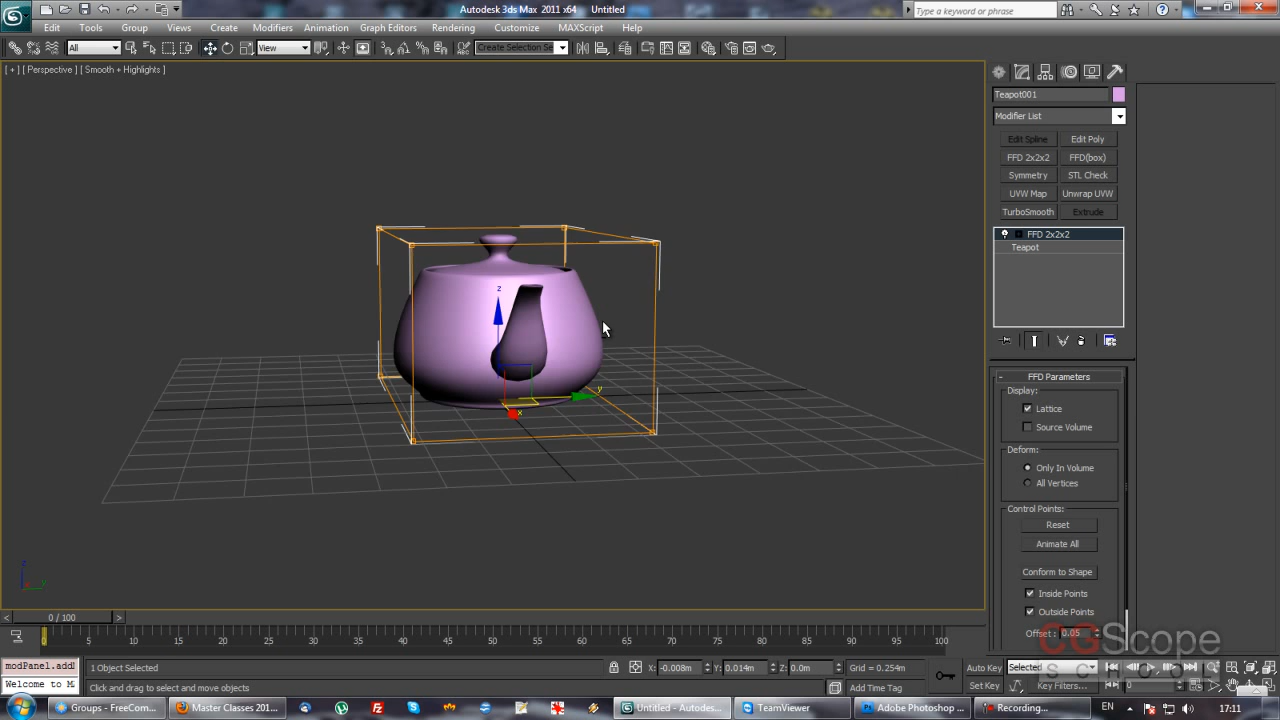 Autodesk 3ds Max 2011 x64 Untitled
Type a keyword or phrase
Edit Tools Group Views Create Modifiers Animation Graph Editors Rendering Customize MAXScript Help
All View Create Selection Se
[ + ] [ Perspective ] [ Smooth + Highlights ]
Teapot001
Modifier List
Edit Spline Edit Poly
FFD 2x2x2 FFD(box)
Symmetry STL Check
UVW Map Unwrap UVW
TurboSmooth Extrude
FFD 2x2x2
Teapot
z
y
x
FFD Parameters
Display:
Lattice
Source Volume
Deform:
Only In Volume
All Vertices
Control Points:
Reset
Animate All
Conform to Shape
Inside Points
Outside Points
Offset : 0.05
z
y
0 / 100
0 5 10 15 20 25 30 35 40 45 50 55 60 65 70 75 80 85 90 95 100
CGScope
SCHOOL
modPanel.addM
Welcome to M
1 Object Selected X: -0.008m Y: 0.014m Z: 0.0m Grid = 0.254m Auto Key Selected
Click and drag to select and move objects Add Time Tag Set Key Key Filters... 0
Groups - FreeCom... Master Classes 201... Untitled - Autodes... TeamViewer Adobe Photoshop ... Recording... EN 17:11